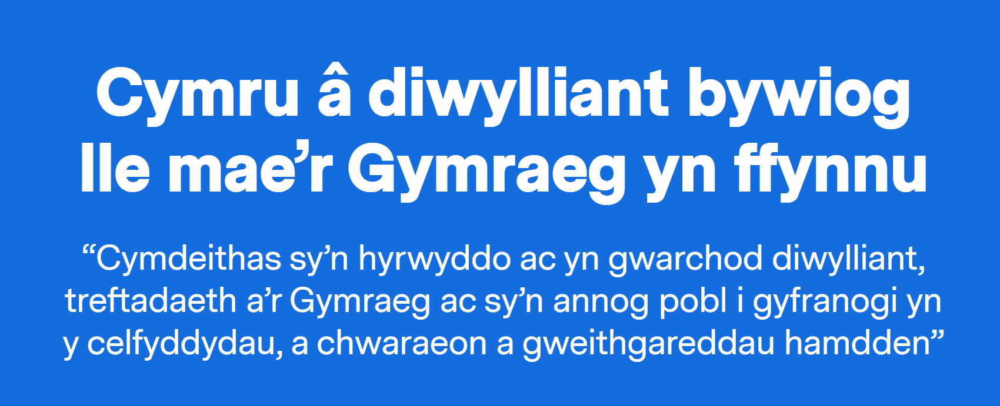 Cymru â diwylliant bywiog
lle mae’r Gymraeg yn ffynnu
“Cymdeithas sy’n hyrwyddo ac yn gwarchod diwylliant,
treftadaeth a’r Gymraeg ac sy’n annog pobl i gyfranogi yn
y celfyddydau, a chwaraeon a gweithgareddau hamdden”